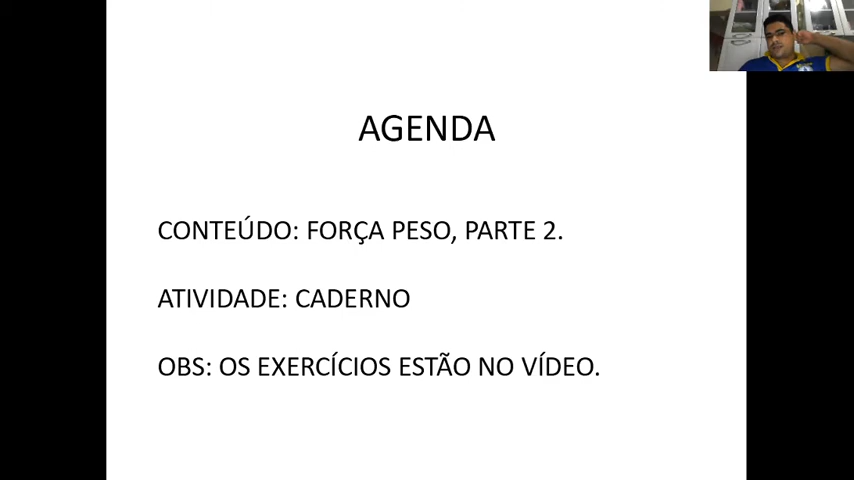 AGENDA
CONTEÚDO: FORÇA PESO, PARTE 2.
ATIVIDADE: CADERNO
OBS: OS EXERCÍCIOS ESTÃO NO VÍDEO.